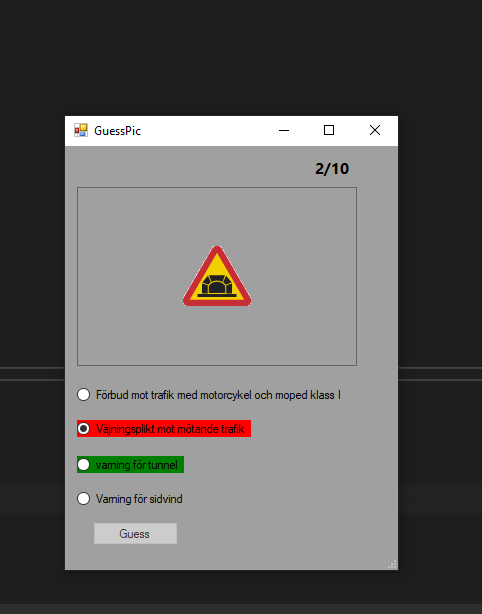 GuessPic
2/10
Förbud mot trafik med motorcykel och moped klass I
Väjningsplikt mot mötande trafik
varning för tunnel
Varning för sidvind
Guess